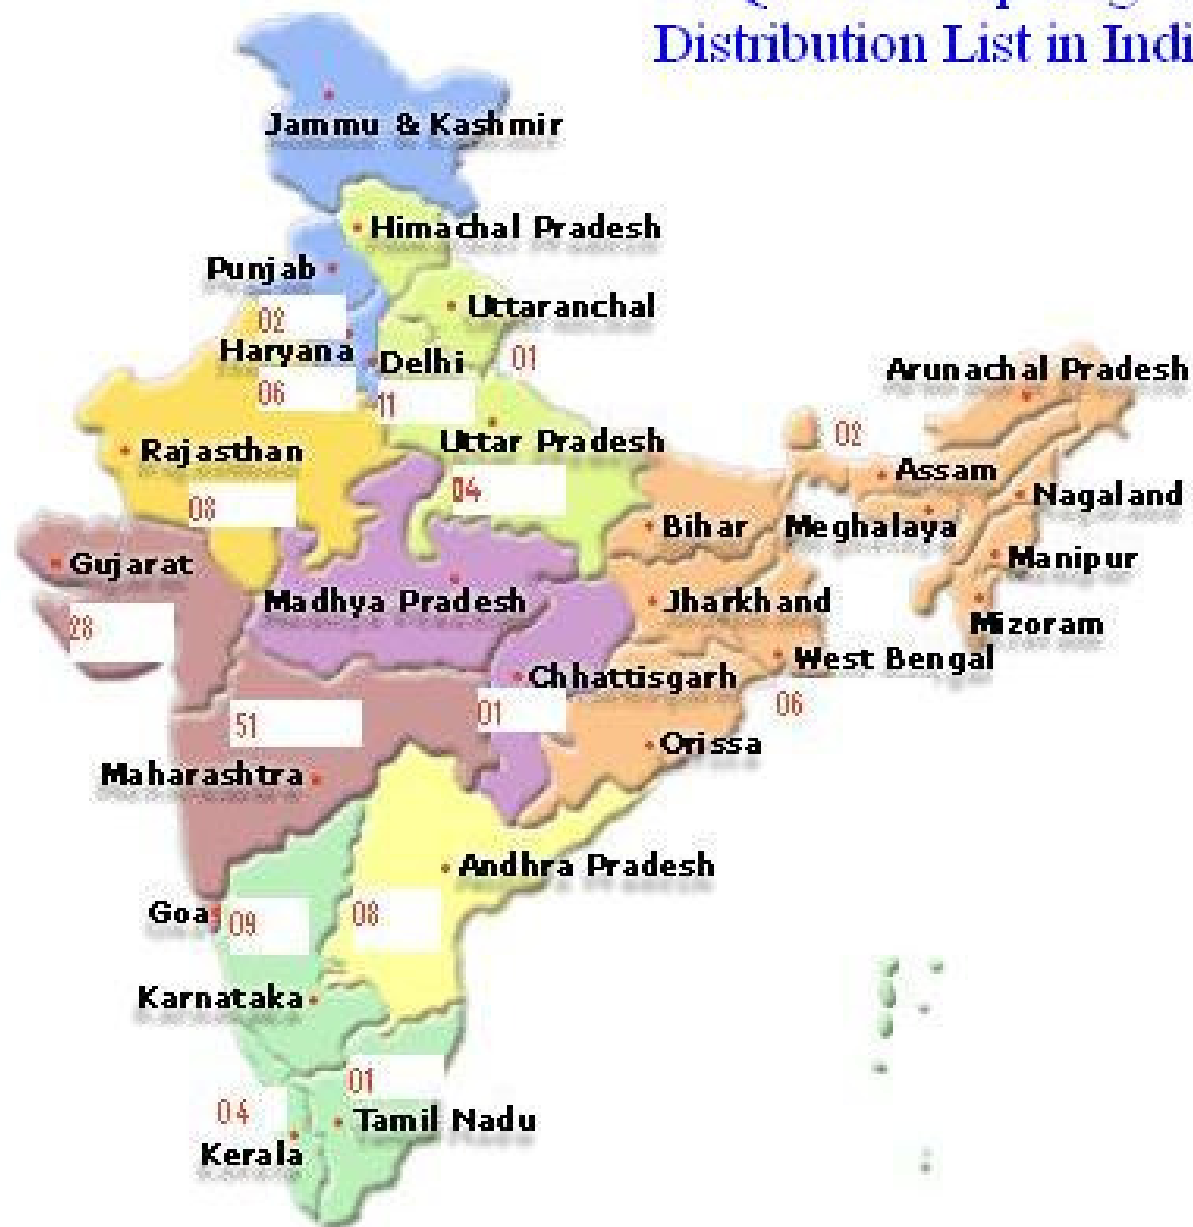 Distribution List in Indi
Jammu & Kashmir
Himachal Pradesh
Punjab
Uttaranchal
02
Haryana
Delhi
01
06
11
Arunachal Pradesh
Rajasthan
Uttar Pradesh
02
Assam
08
04
Nagaland
Bihar
Meghalaya
Gujarat
Manipur
Madhya Pradesh
Jharkhand
28
Mizoram
West Bengal
Chhattisgarh
06
51
01
Orissa
Maharashtra
Andhra Pradesh
Goa
09
08
Karnataka
01
04
Tamil Nadu
Kerala